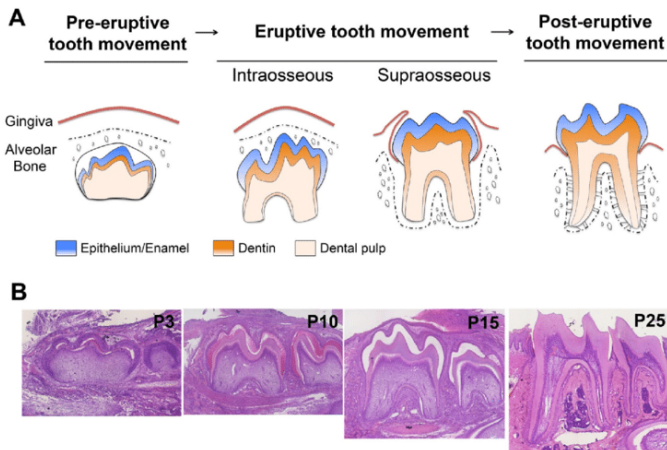 A
Pre-eruptive
tooth movement
Eruptive tooth movement
Post-eruptive
tooth movement
Intraosseous
Supraosseous
Gingiva
Alveolar
Bone
Epithelium/Enamel
Dentin
Dental pulp
B
P3
P10
P15
P25